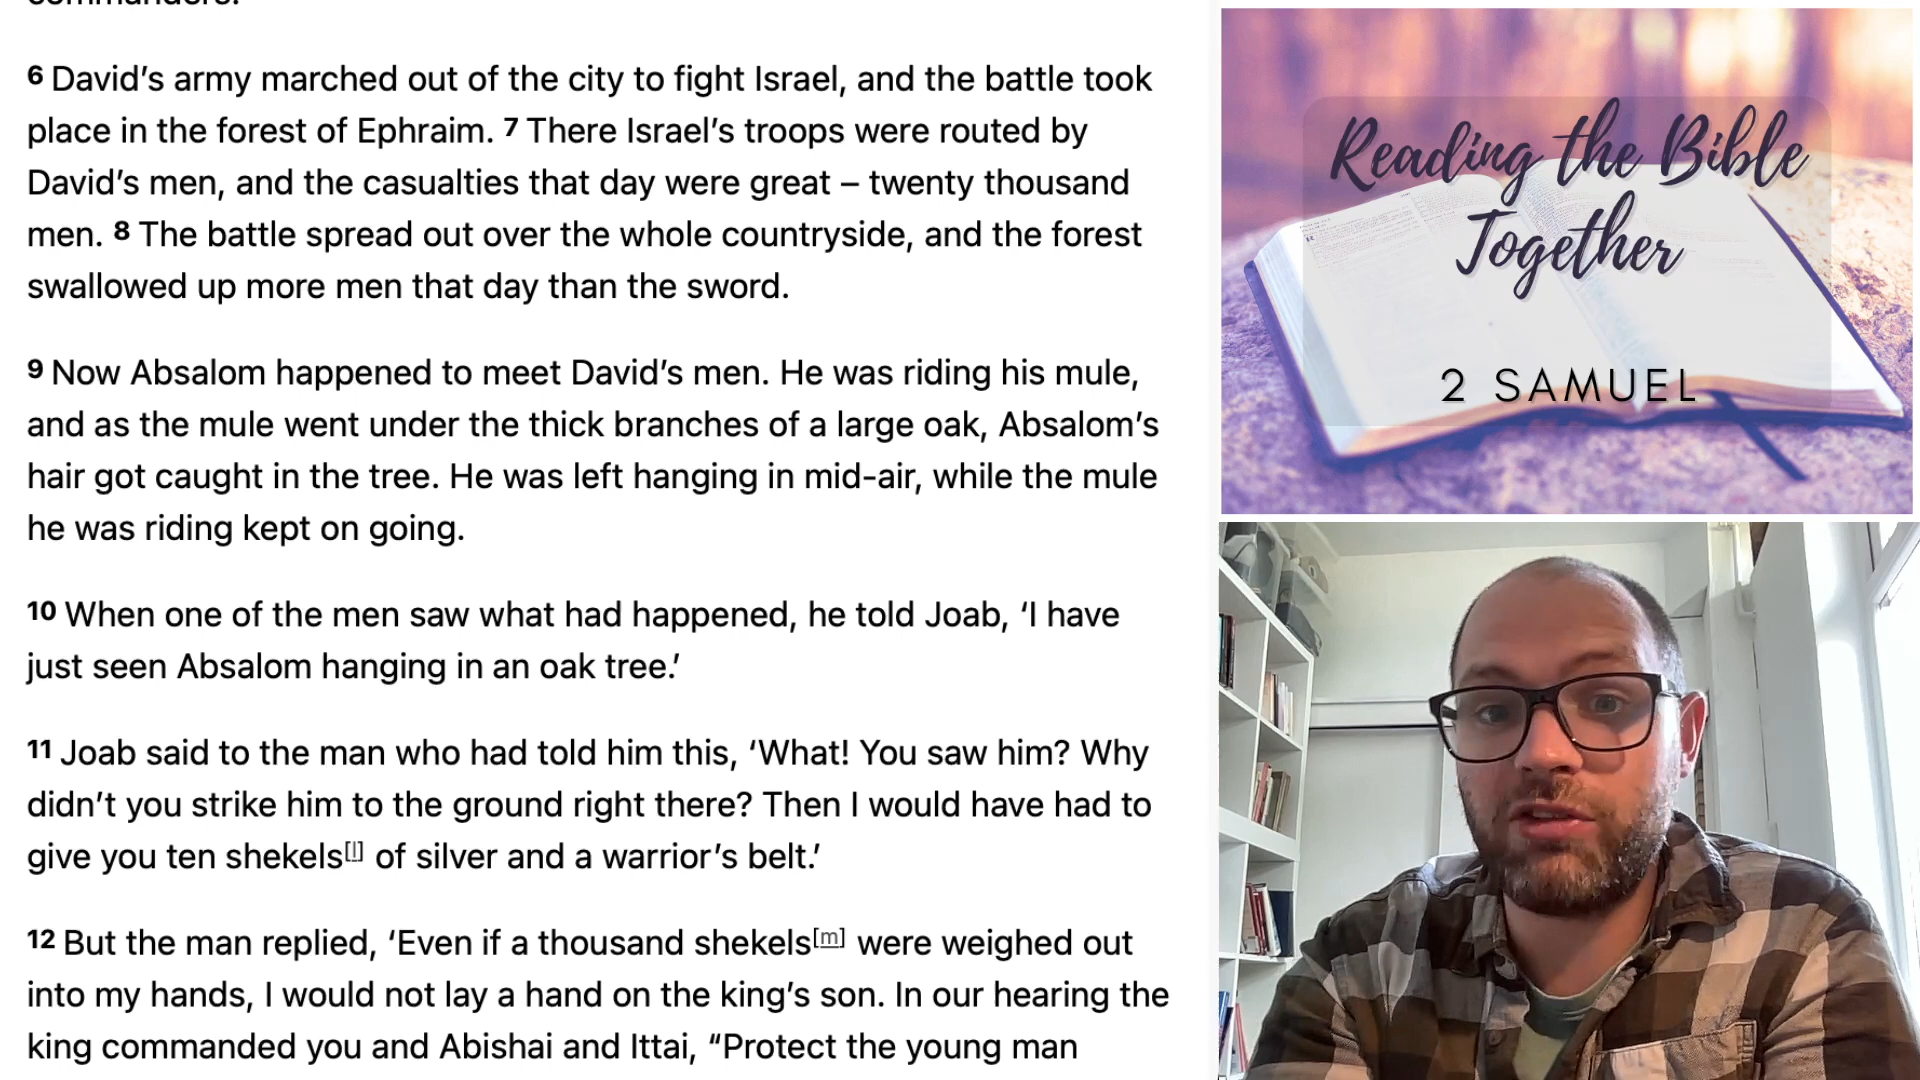 commanders.
6 David’s army marched out of the city to fight Israel, and the battle took
place in the forest of Ephraim. 7 There Israel’s troops were routed by
David’s men, and the casualties that day were great – twenty thousand
men. 8 The battle spread out over the whole countryside, and the forest
swallowed up more men that day than the sword.
9 Now Absalom happened to meet David’s men. He was riding his mule,
and as the mule went under the thick branches of a large oak, Absalom’s
hair got caught in the tree. He was left hanging in mid-air, while the mule
he was riding kept on going.
10 When one of the men saw what had happened, he told Joab, ‘I have
just seen Absalom hanging in an oak tree.’
11 Joab said to the man who had told him this, ‘What! You saw him? Why
didn’t you strike him to the ground right there? Then I would have had to
give you ten shekels[l] of silver and a warrior’s belt.’
12 But the man replied, ‘Even if a thousand shekels[m] were weighed out
into my hands, I would not lay a hand on the king’s son. In our hearing the
king commanded you and Abishai and Ittai, “Protect the young man
Reading the Bible
Together
2 SAMUEL